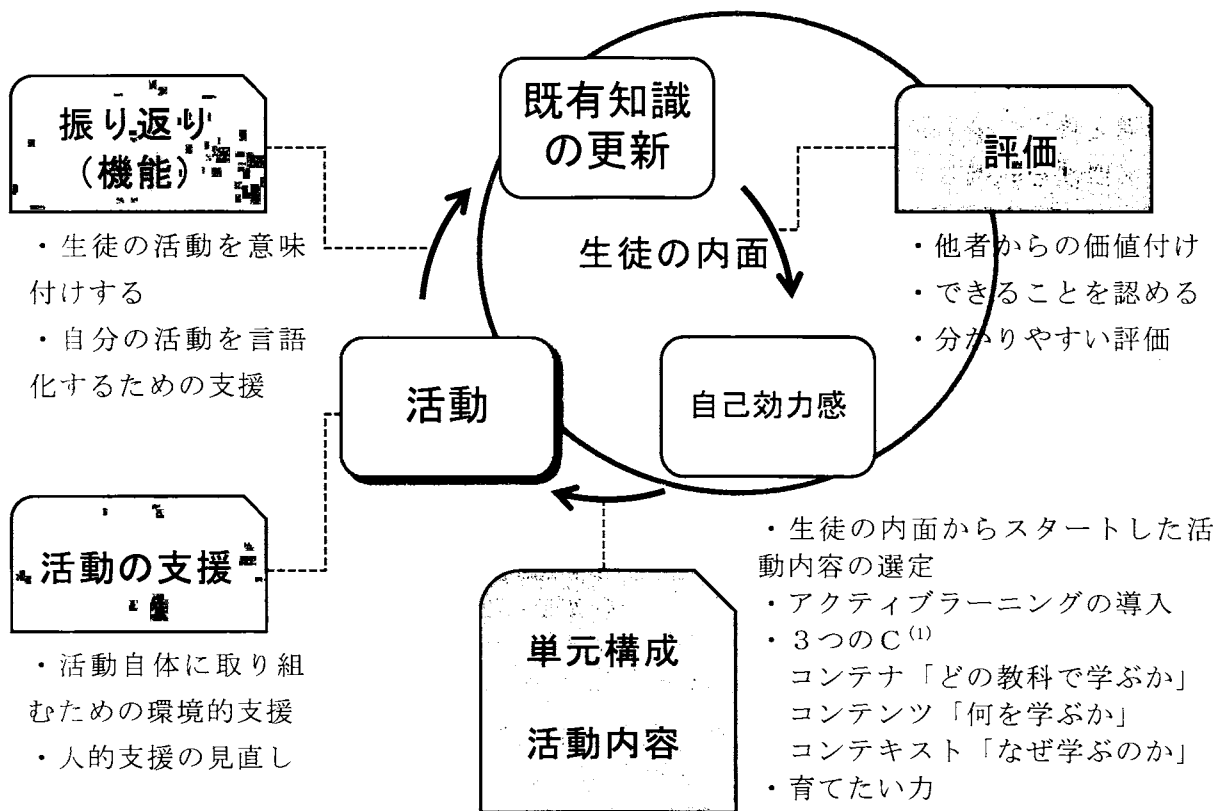 振り返り
(機能)
・生徒の活動を意味
付けする
・自分の活動を言語
化するための支援
既有知識
の更新
生徒の内面
評価
・他者からの価値付け
・できることを認める
・分かりやすい評価
活動
自己効力感
活動の支援
・活動自体に取り組
むための環境的支援
・人的支援の見直し
単元構成
活動内容
・生徒の内面からスタートした活
動内容の選定
・アクティブラーニングの導入
・3つのC(1)
コンテナ「どの教科で学ぶか」
コンテンツ「何を学ぶか」
コンテキスト「なぜ学ぶのか」
・育てたい力